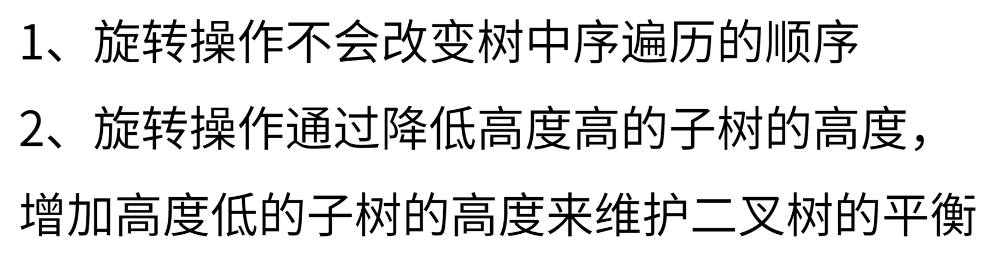 1、旋转操作不会改变树中序遍历的顺序
2、旋转操作通过降低高度高的子树的高度，
增加高度低的子树的高度来维护二叉树的平衡